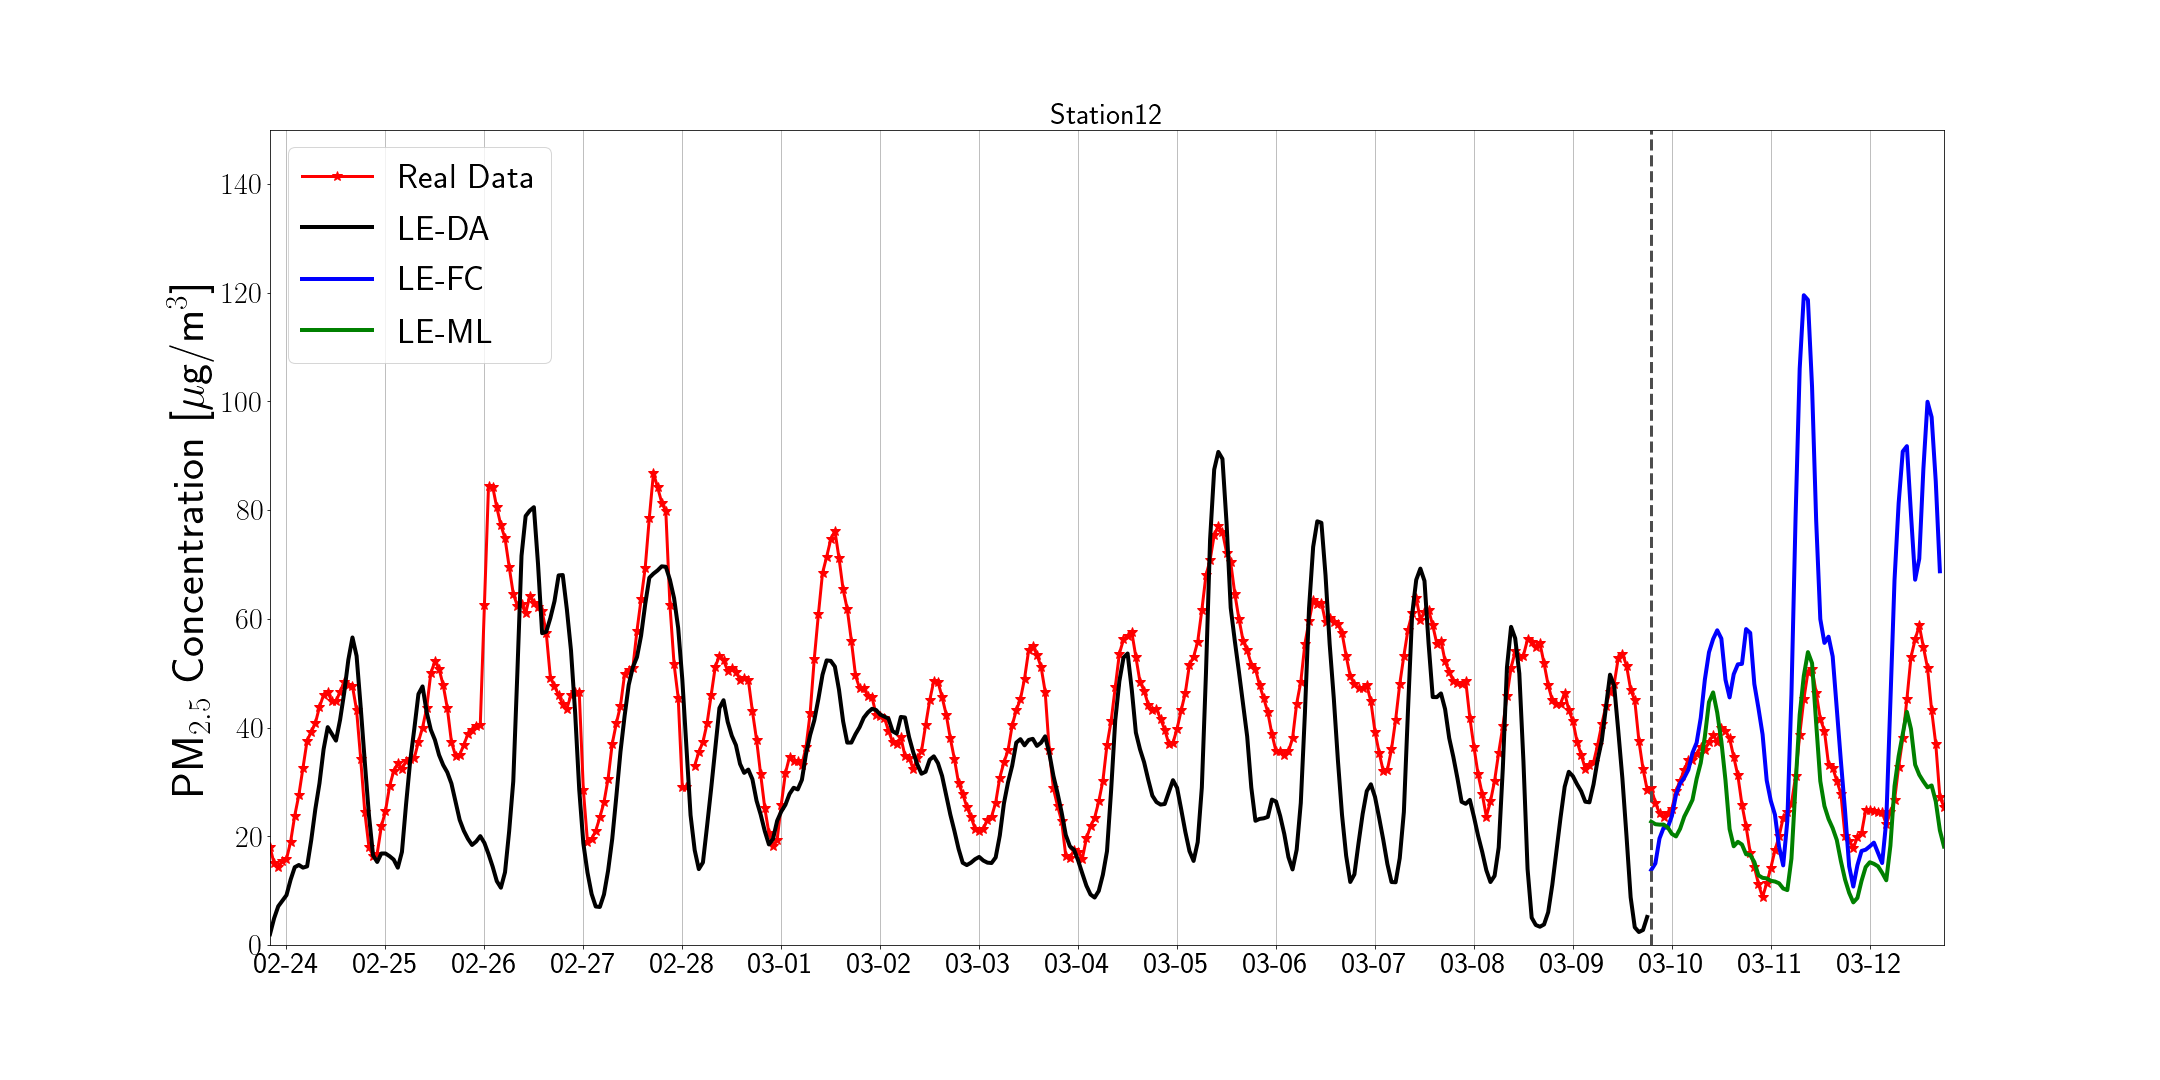 Station12
Real Data
LE-DA
LE-FC
LE-ML
PM2.5 Concentration [μg/m³]
140
120
100
80
60
40
20
0
02-24 02-25 02-26 02-27 02-28 03-01 03-02 03-03 03-04 03-05 03-06 03-07 03-08 03-09 03-10 03-11 03-12